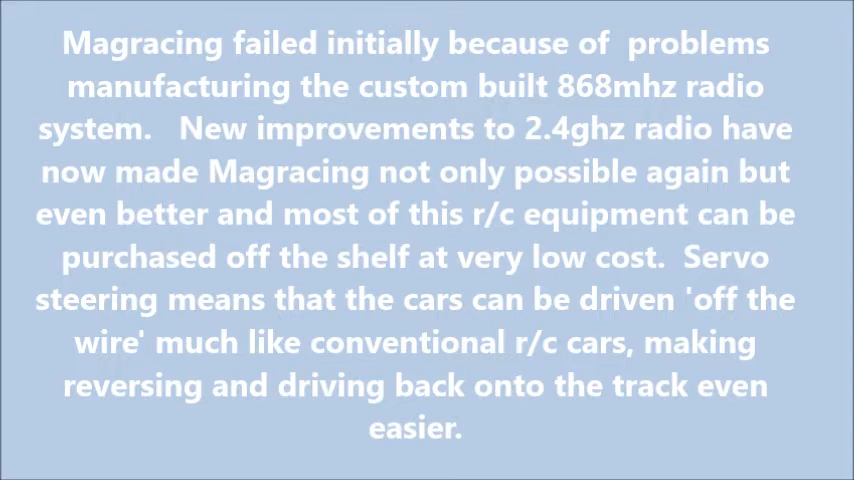 Magracing failed initially because of  problems
manufacturing the custom built 868mhz radio
system.   New improvements to 2.4ghz radio have
now made Magracing not only possible again but
even better and most of this r/c equipment can be
purchased off the shelf at very low cost.  Servo
steering means that the cars can be driven 'off the
wire' much like conventional r/c cars, making
reversing and driving back onto the track even
easier.